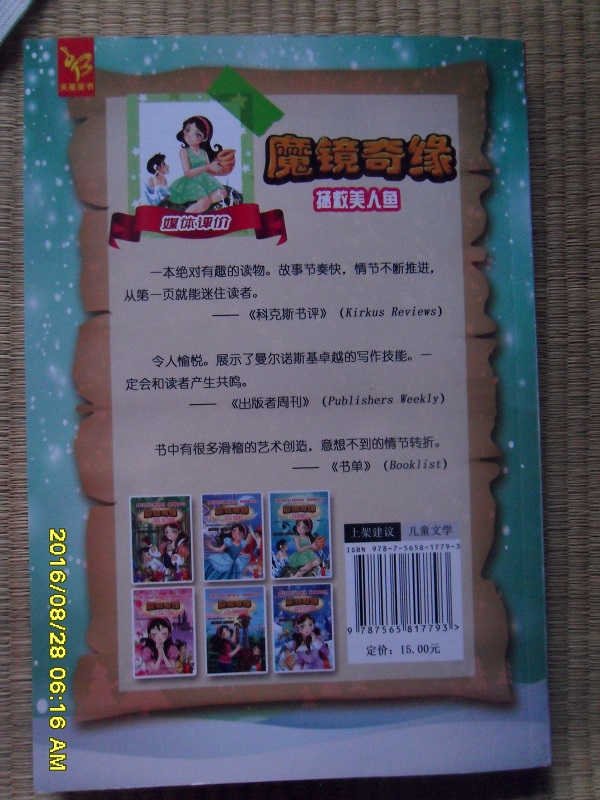 天星童书
魔镜奇缘
拯救美人鱼
媒体评价
一本绝对有趣的读物。故事节奏快，情节不断推进，
从第一页就能迷住读者。
—— 《科克斯书评》 (Kirkus Reviews)
令人愉悦。展示了曼尔诺斯基卓越的写作技能。一
定会和读者产生共鸣。
—— 《出版者周刊》 (Publishers Weekly)
书中有很多滑稽的艺术创造，意想不到的情节转折。
—— 《书单》 (Booklist)
上架建议 儿童文学
ISBN 978-7-5658-1779-3
9 787565 817793 >
定价：15.00元
2016/08/28 06:16 AM